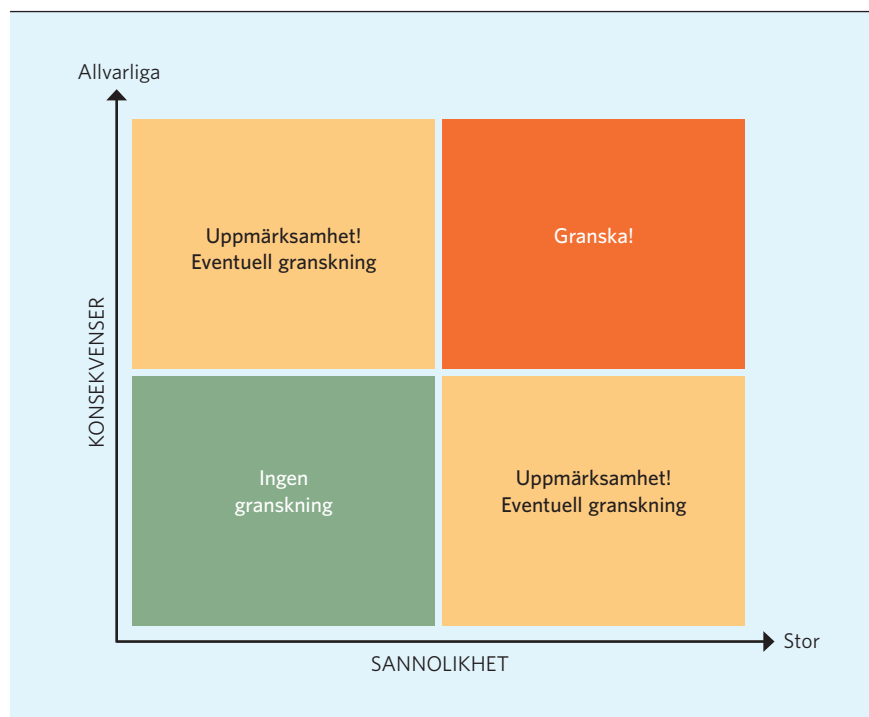 Allvarliga
Uppmärksamhet!
Eventuell granskning
Granska!
KONSEKVENSER
Ingen
granskning
Uppmärksamhet!
Eventuell granskning
Stor
SANNOLIKHET